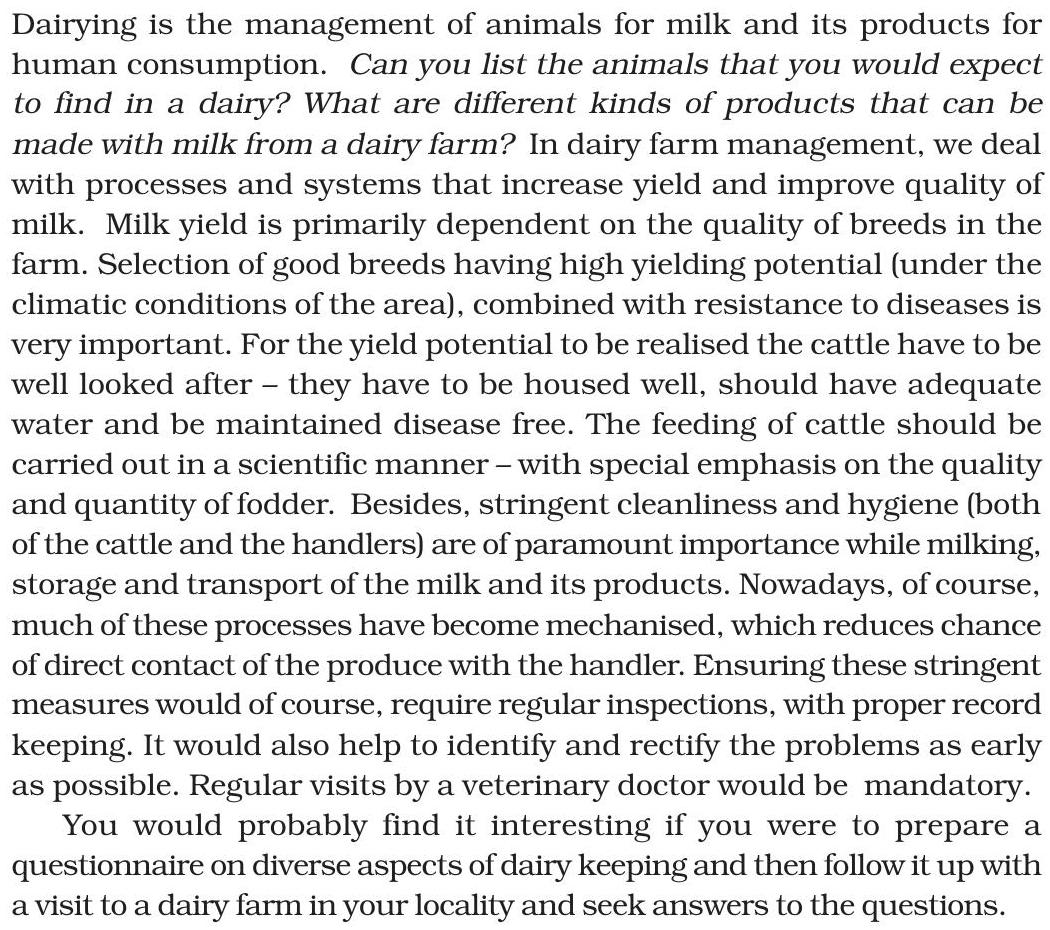 Dairying is the management of animals for milk and its products for
human consumption. Can you list the animals that you would expect
to find in a dairy? What are different kinds of products that can be
made with milk from a dairy farm? In dairy farm management, we deal
with processes and systems that increase yield and improve quality of
milk. Milk yield is primarily dependent on the quality of breeds in the
farm. Selection of good breeds having high yielding potential (under the
climatic conditions of the area), combined with resistance to diseases is
very important. For the yield potential to be realised the cattle have to be
well looked after – they have to be housed well, should have adequate
water and be maintained disease free. The feeding of cattle should be
carried out in a scientific manner – with special emphasis on the quality
and quantity of fodder. Besides, stringent cleanliness and hygiene (both
of the cattle and the handlers) are of paramount importance while milking,
storage and transport of the milk and its products. Nowadays, of course,
much of these processes have become mechanised, which reduces chance
of direct contact of the produce with the handler. Ensuring these stringent
measures would of course, require regular inspections, with proper record
keeping. It would also help to identify and rectify the problems as early
as possible. Regular visits by a veterinary doctor would be mandatory.
You would probably find it interesting if you were to prepare a
questionnaire on diverse aspects of dairy keeping and then follow it up with
a visit to a dairy farm in your locality and seek answers to the questions.